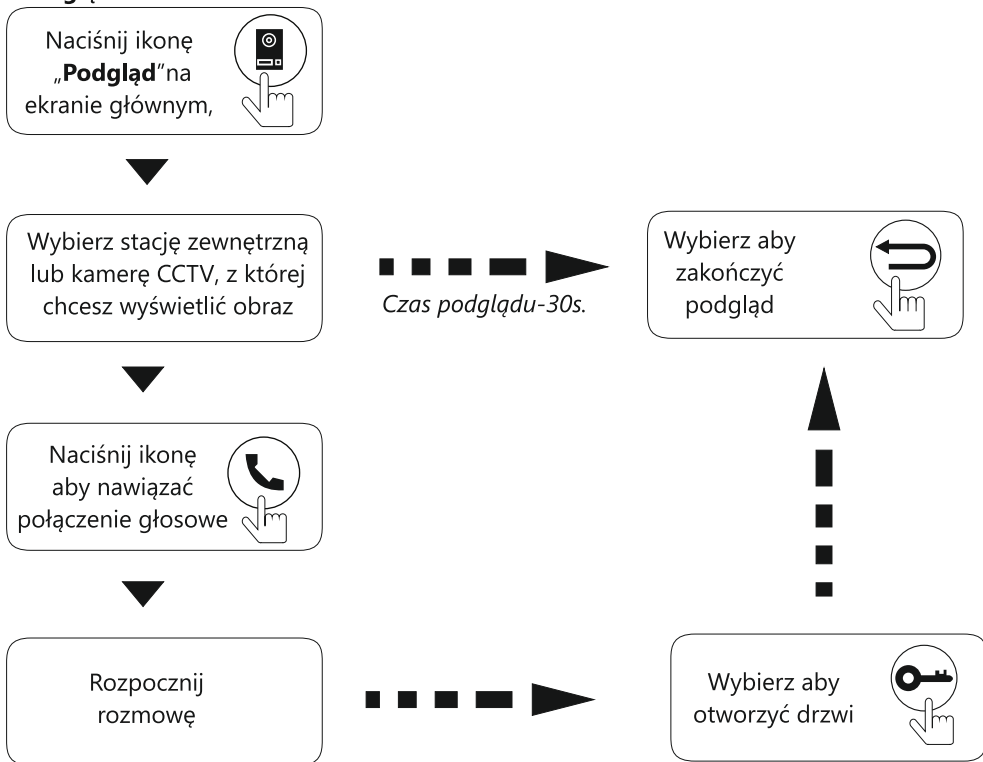 Naciśnij ikonę
„Podgląd”na
ekranie głównym,
Wybierz stację zewnętrzną
lub kamerę CCTV, z której
chcesz wyświetlić obraz
Czas podglądu-30s.
Wybierz aby
zakończyć
podgląd
Naciśnij ikonę
aby nawiązać
połączenie głosowe
Rozpocznij
rozmowę
Wybierz aby
otworzyć drzwi